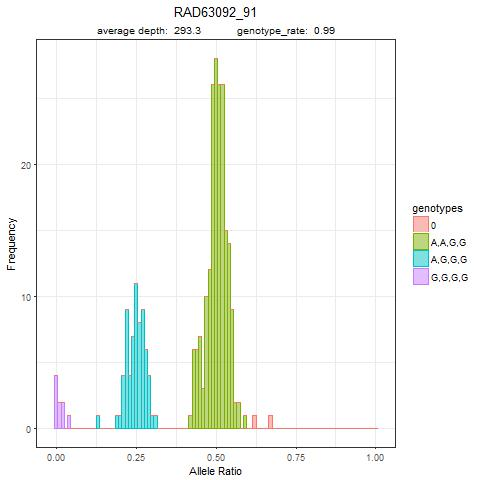 RAD63092_91
average depth: 293.3 genotype_rate: 0.99
Frequency
20
10
0
0.00 0.25 0.50 0.75 1.00
Allele Ratio
genotypes
0
A,A,G,G
A,G,G,G
G,G,G,G